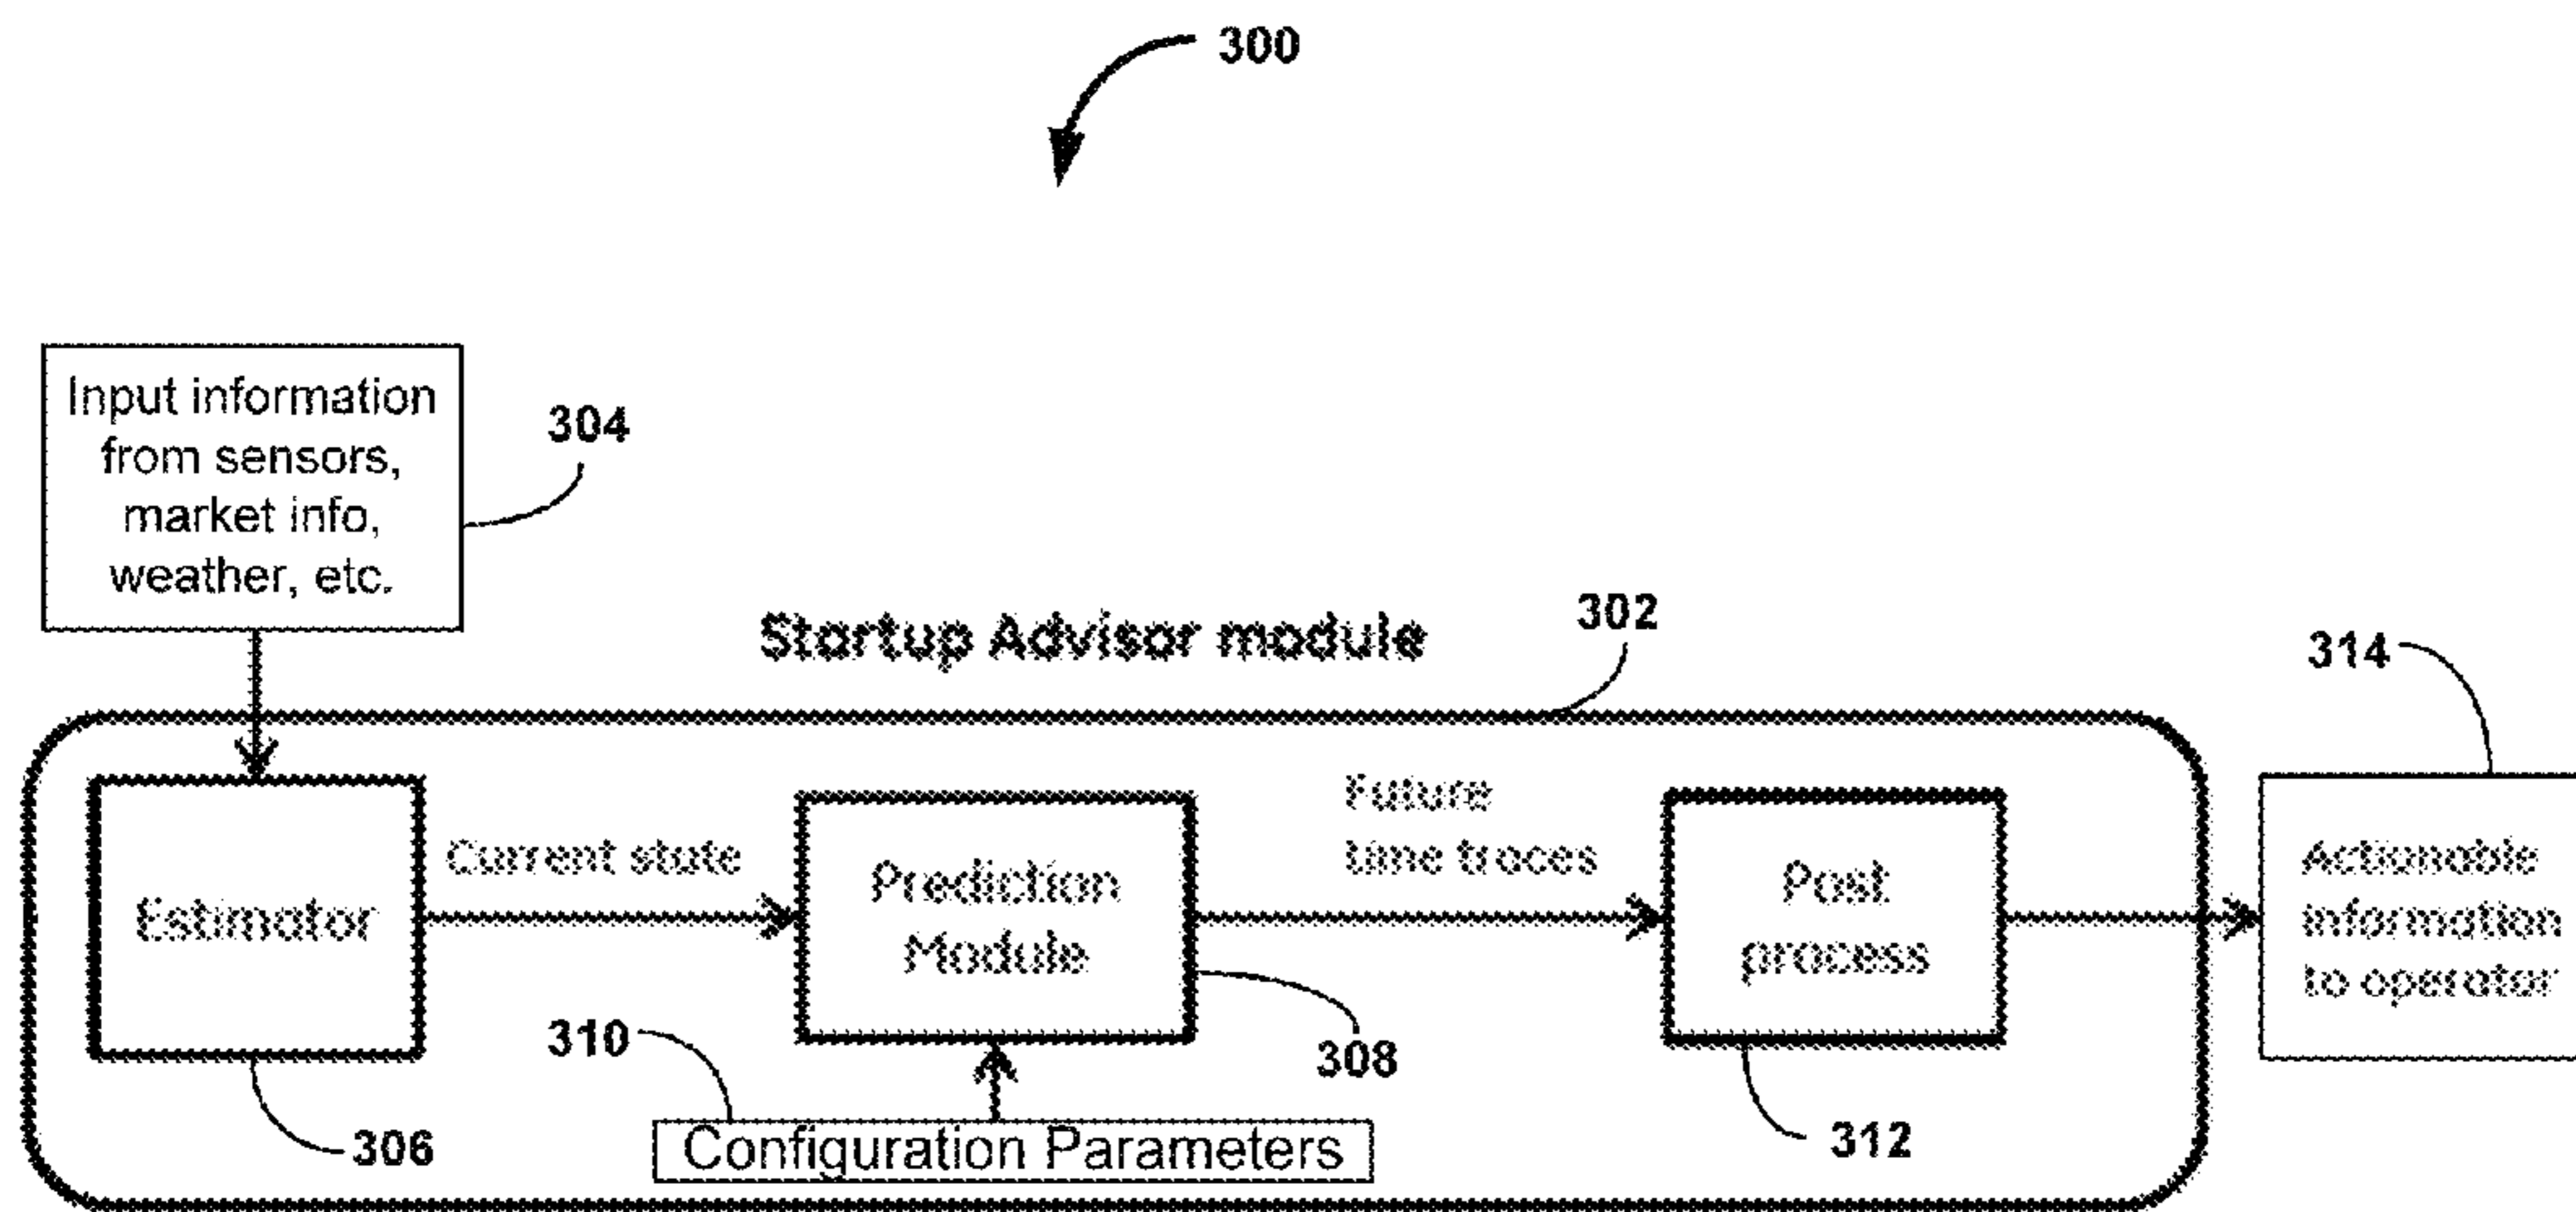 300
Input information
from sensors,
market info,
weather, etc.
304
Startup Advisor module
302
314
Estimator
306
Current state
Prediction
Module
308
310
Configuration Parameters
Future
time traces
Post
process
312
Actionable
information
to operator